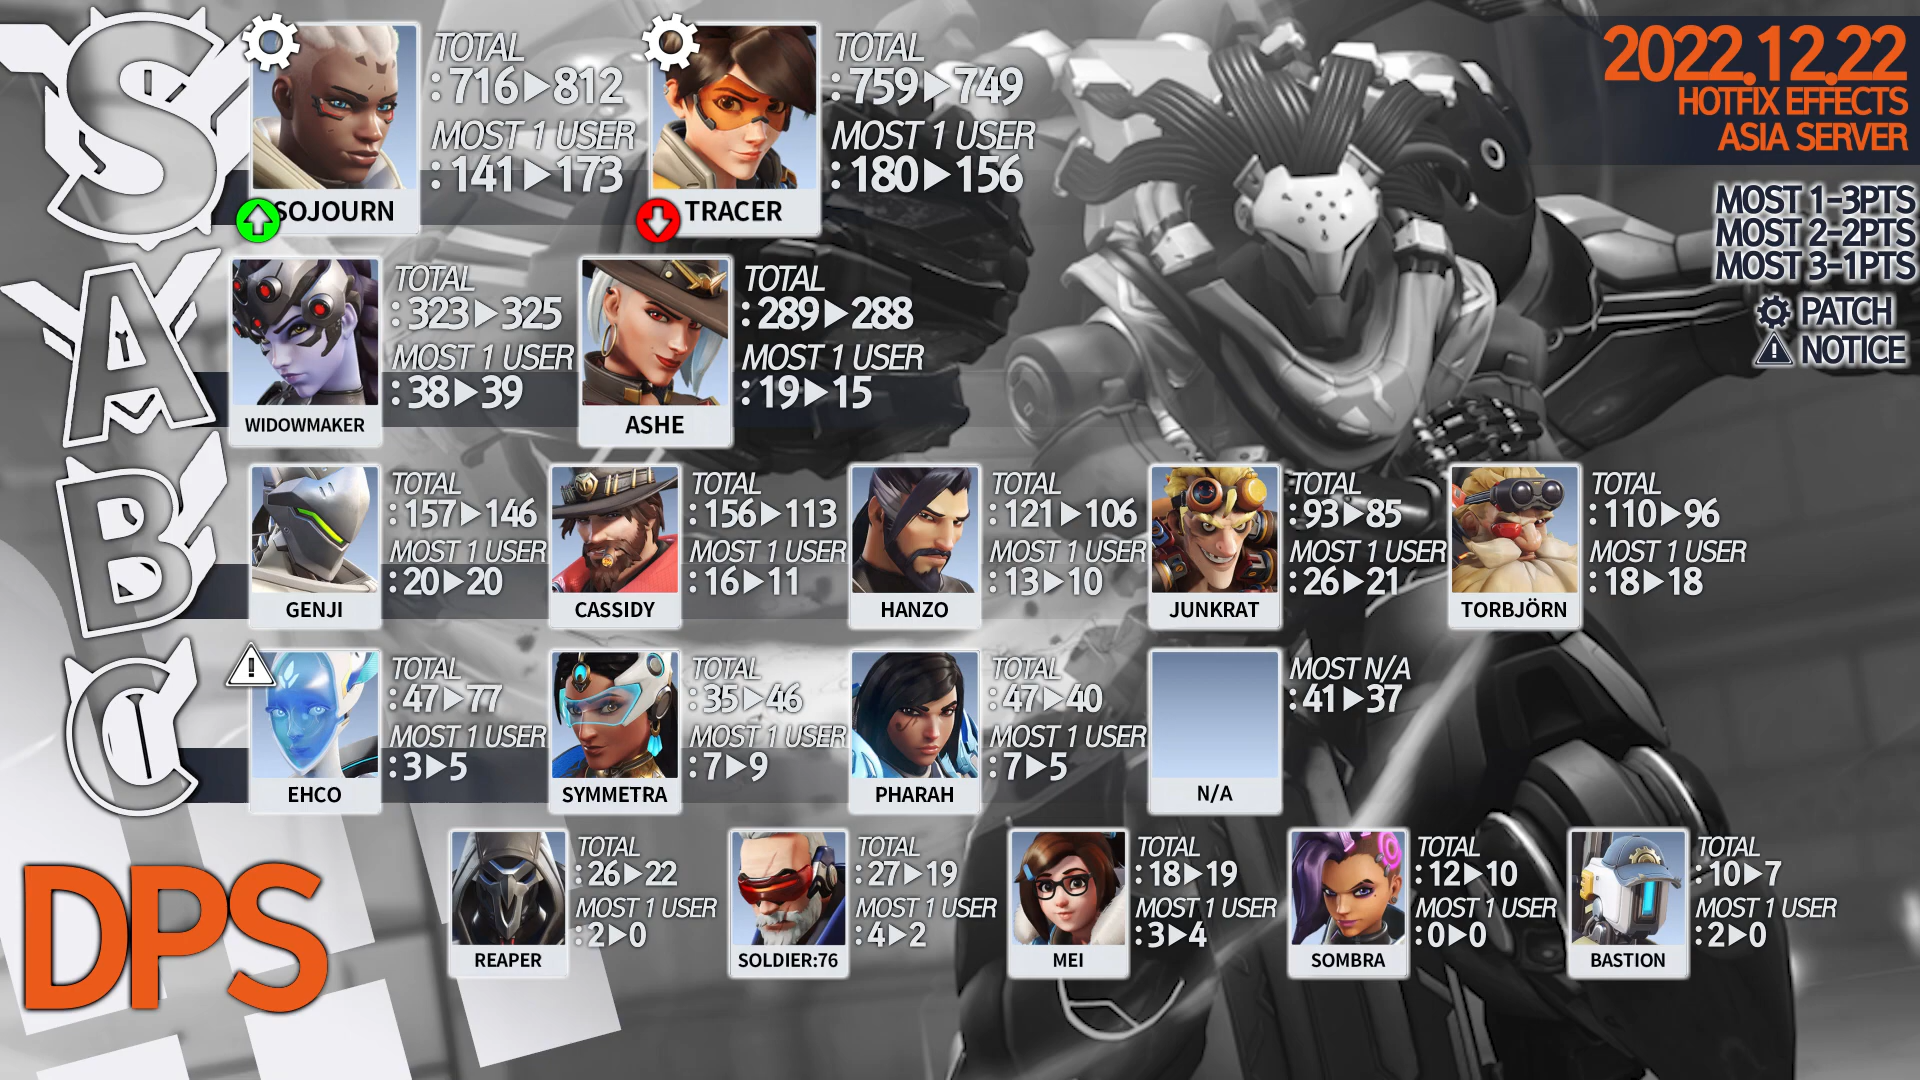 S
TOTAL
:716▶812
MOST 1 USER
:141▶173
SOJOURN
TOTAL
:759▶749
MOST 1 USER
:180▶156
TRACER
2022.12.22
HOTFIX EFFECTS
ASIA SERVER
MOST 1-3PTS
MOST 2-2PTS
MOST 3-1PTS
PATCH
NOTICE
A
TOTAL
:323▶325
MOST 1 USER
:38▶39
WIDOWMAKER
TOTAL
:289▶288
MOST 1 USER
:19▶15
ASHE
B
TOTAL
:157▶146
MOST 1 USER
:20▶20
GENJI
TOTAL
:156▶113
MOST 1 USER
:16▶11
CASSIDY
TOTAL
:121▶106
MOST 1 USER
:13▶10
HANZO
TOTAL
:93▶85
MOST 1 USER
:26▶21
JUNKRAT
TOTAL
:110▶96
MOST 1 USER
:18▶18
TORBJÖRN
C
TOTAL
:47▶77
MOST 1 USER
:3▶5
EHCO
TOTAL
:35▶46
MOST 1 USER
:7▶9
SYMMETRA
TOTAL
:47▶40
MOST 1 USER
:7▶5
PHARAH
MOST N/A
:41▶37
N/A
DPS
TOTAL
:26▶22
MOST 1 USER
:2▶0
REAPER
TOTAL
:27▶19
MOST 1 USER
:4▶2
SOLDIER:76
TOTAL
:18▶19
MOST 1 USER
:3▶4
MEI
TOTAL
:12▶10
MOST 1 USER
:0▶0
SOMBRA
TOTAL
:10▶7
MOST 1 USER
:2▶0
BASTION